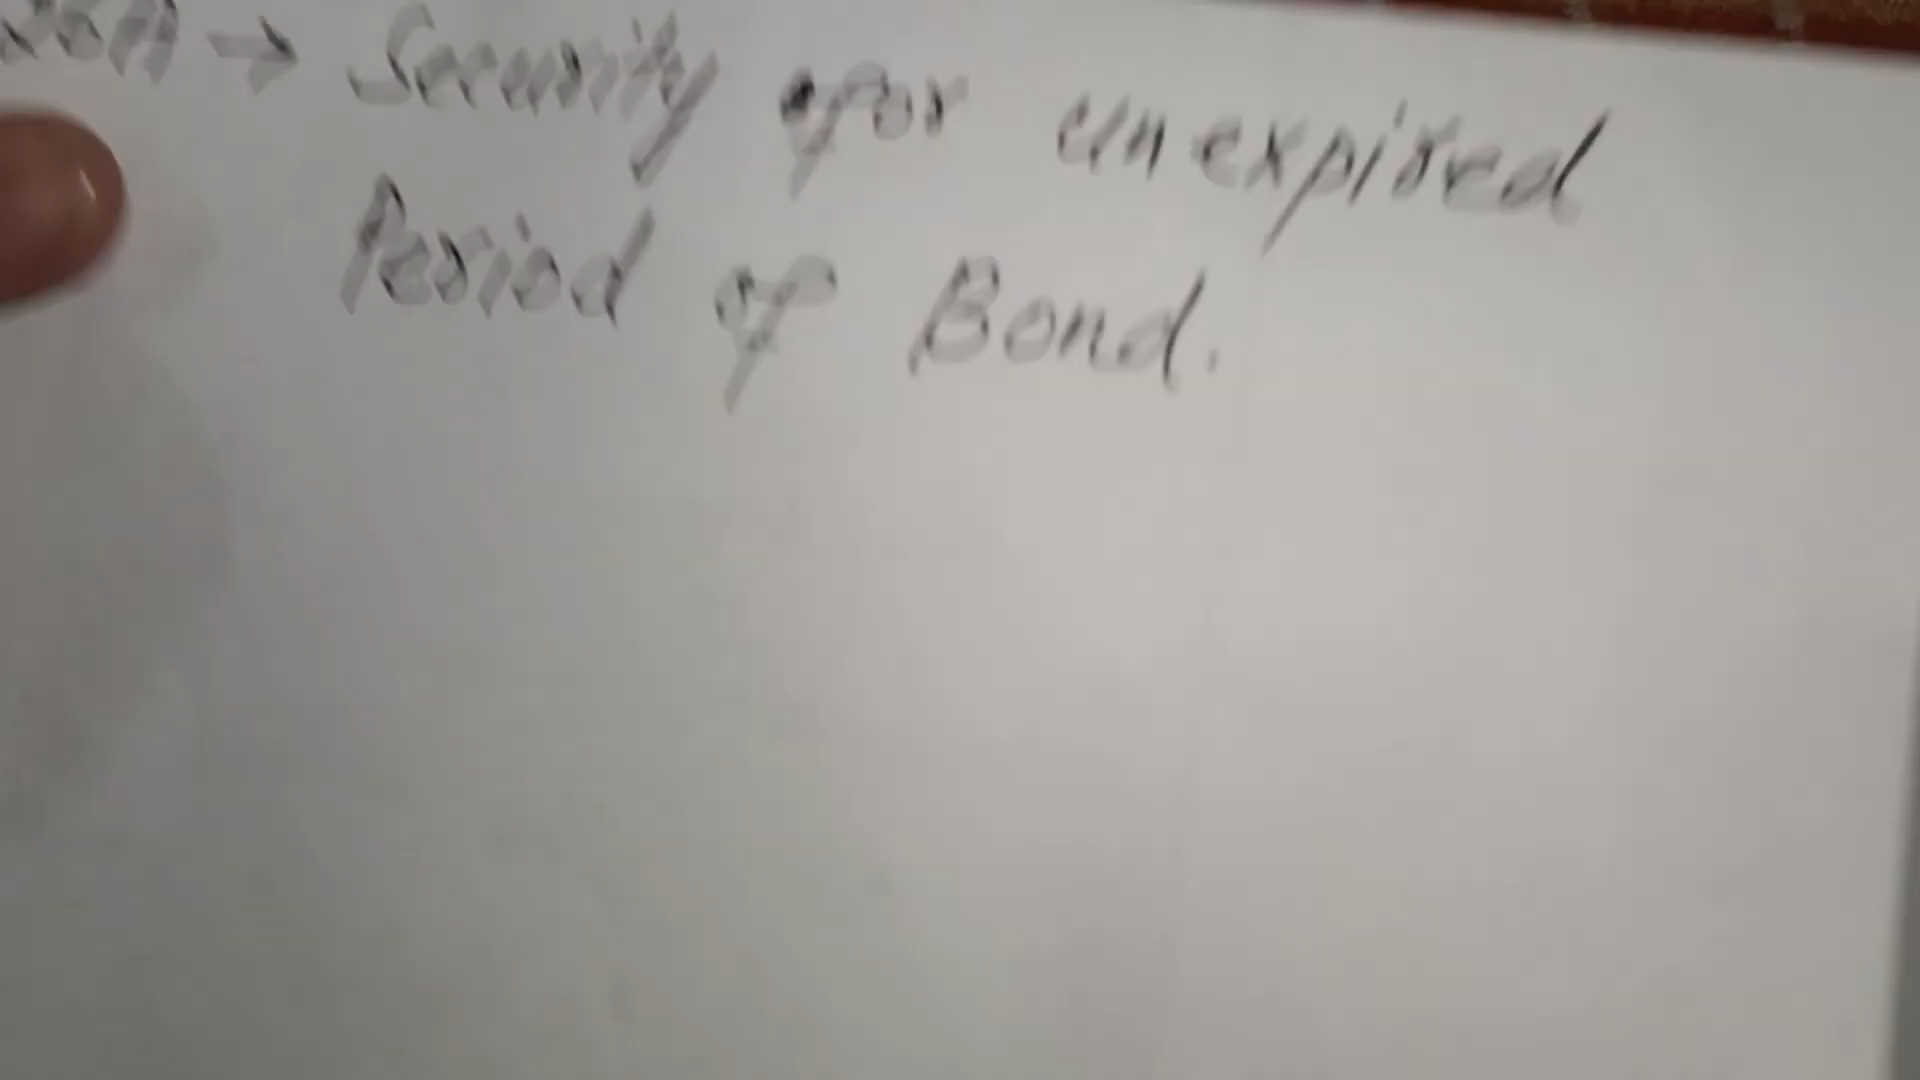 → Security for unexpired
Period of Bond.